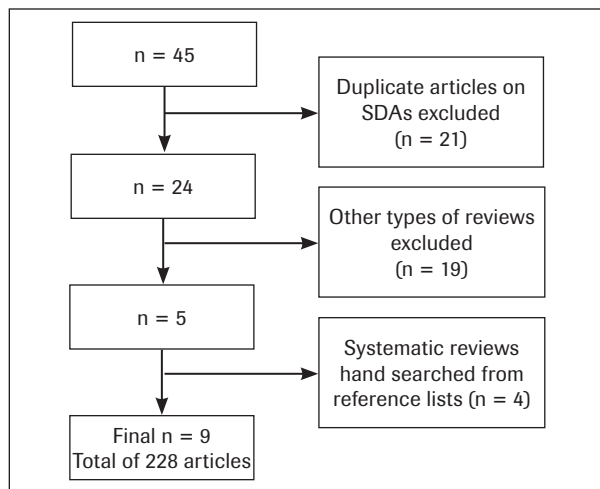 n = 45
Duplicate articles on
SDAs excluded
(n = 21)
n = 24
Other types of reviews
excluded
(n = 19)
n = 5
Systematic reviews
hand searched from
reference lists (n = 4)
Final n = 9
Total of 228 articles